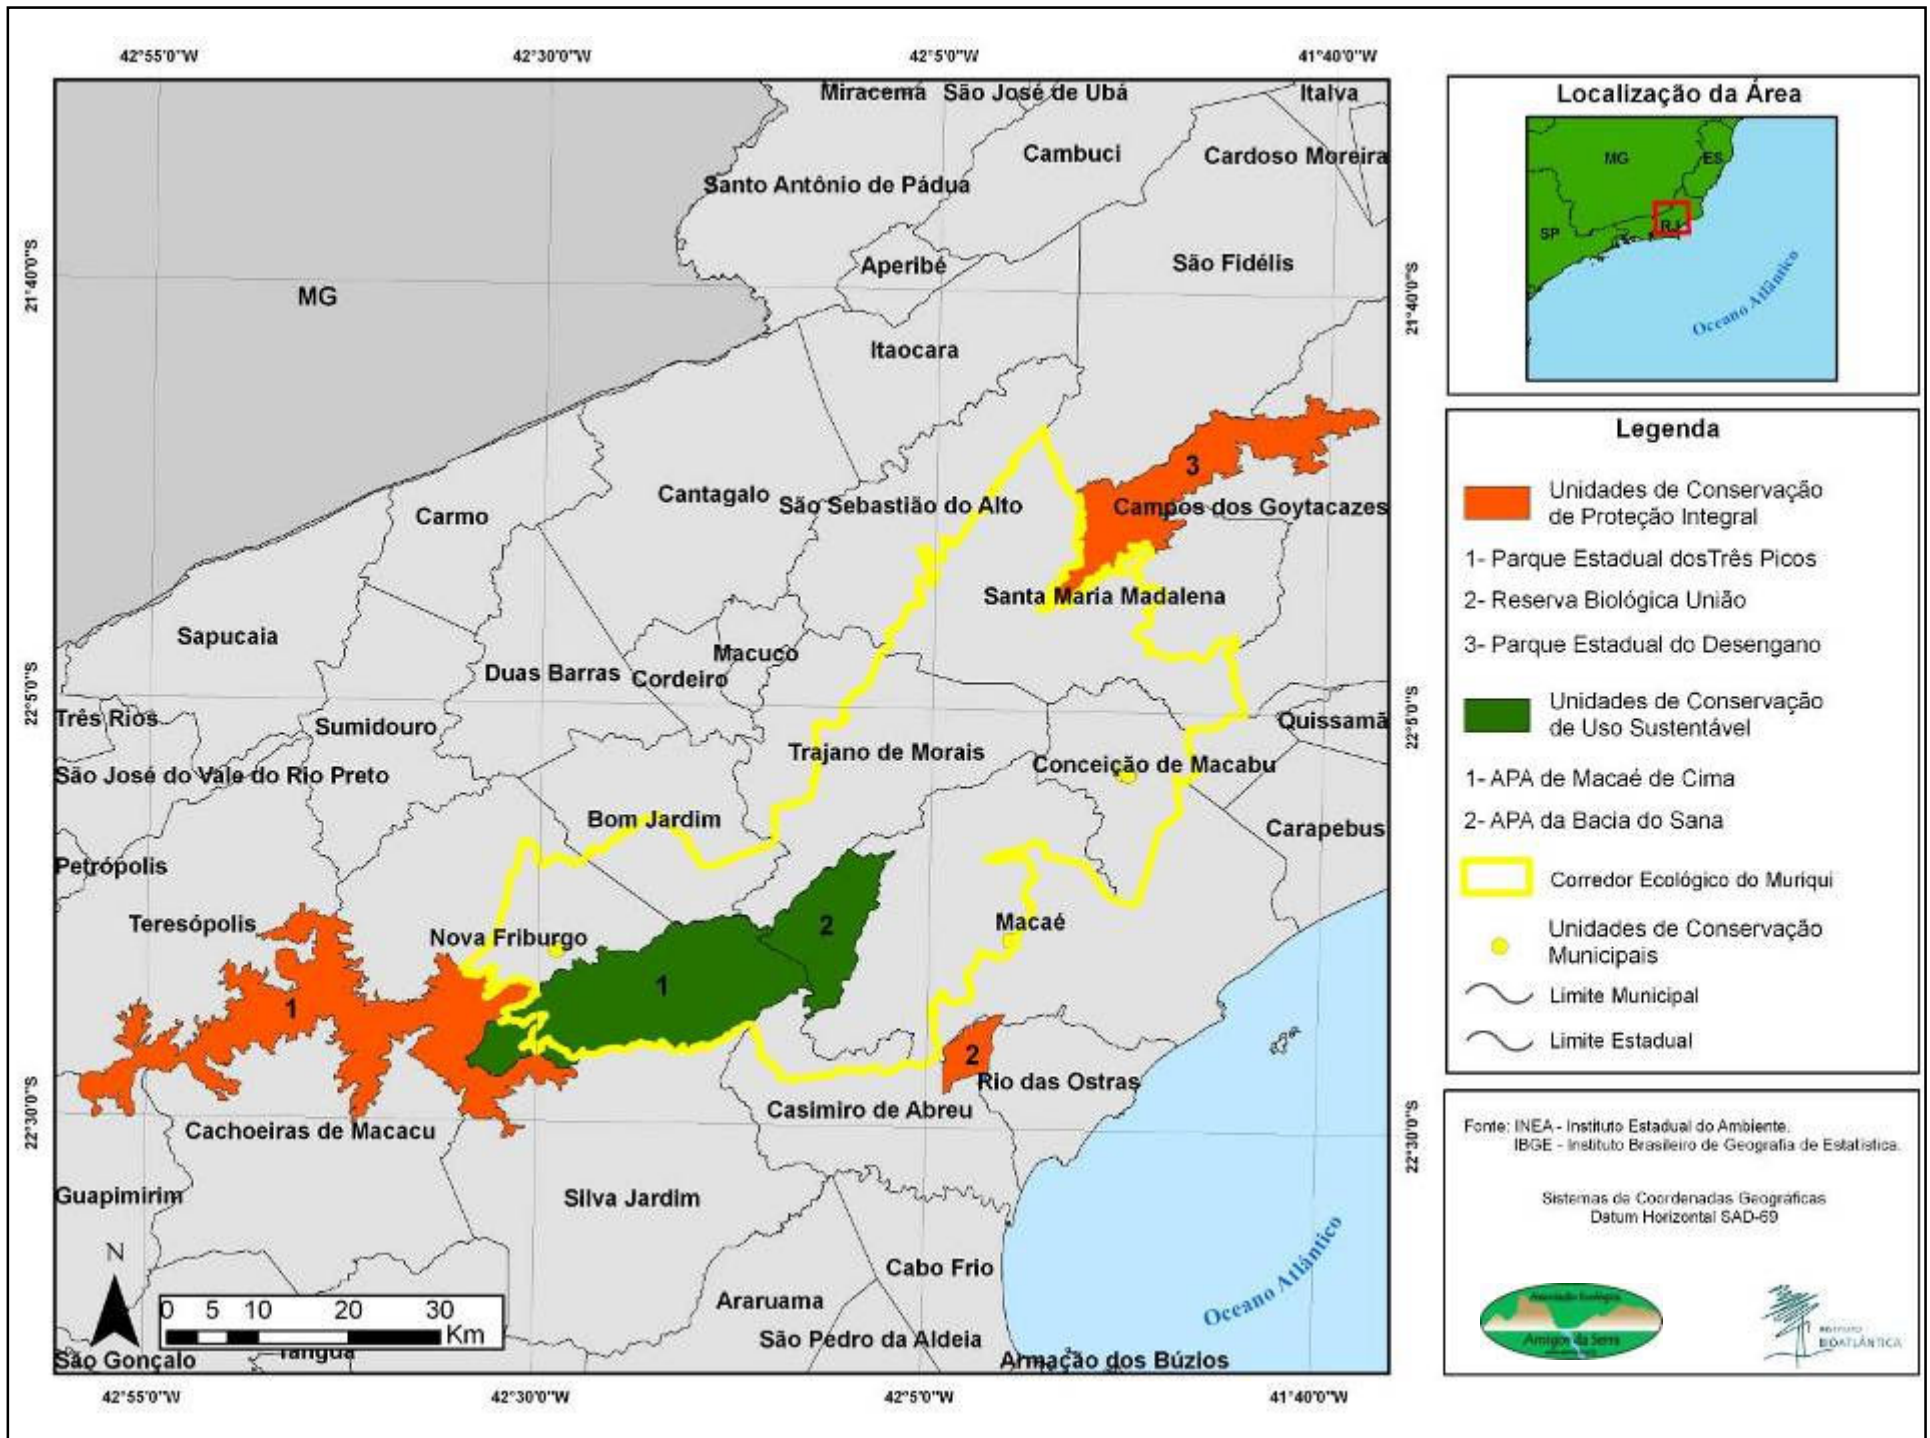 42°55'0"W
42°30'0"W
42°5'0"W
41°40'0"W
21°40'0"S
22°5'0"S
22°30'0"S
21°40'0"S
22°5'0"S
22°30'0"S
Miracema
São José de Ubá
Italva
Cambuci
Cardoso Moreira
Santo Antônio de Pádua
Aperibé
São Fidélis
MG
Itaocara
3
Cantagalo
São Sebastião do Alto
Campos dos Goytacazes
Carmo
Santa Maria Madalena
Sapucaia
Macuco
Duas Barras
Cordeiro
Três Rios
Sumidouro
Quissamã
Trajano de Morais
Conceição de Macabu
São José do Vale do Rio Preto
Bom Jardim
Carapebus
Petrópolis
Teresópolis
Nova Friburgo
2
Macaé
1
1
2
Rio das Ostras
Casimiro de Abreu
Cachoeiras de Macacu
Guapimirim
Silva Jardim
Oceano Atlântico
Cabo Frio
Araruama
São Pedro da Aldeia
Armação dos Búzios
São Gonçalo
Tanguá
N
0 5 10 20 30
Km
42°55'0"W
42°30'0"W
42°5'0"W
41°40'0"W
Localização da Área
MG
ES
SP
RJ
Oceano Atlântico
Legenda
Unidades de Conservação
de Proteção Integral
1- Parque Estadual dosTrês Picos
2- Reserva Biológica União
3- Parque Estadual do Desengano
Unidades de Conservação
de Uso Sustentável
1- APA de Macaé de Cima
2- APA da Bacia do Sana
Corredor Ecológico do Muriqui
Unidades de Conservação
Municipais
Limite Municipal
Limite Estadual
Fonte: INEA - Instituto Estadual do Ambiente.
IBGE - Instituto Brasileiro de Geografia de Estatística.
Sistemas de Coordenadas Geográficas
Datum Horizontal SAD-69
Associação Ecológica
Amigos da Serra
INSTITUTO
BIOATLÂNTICA